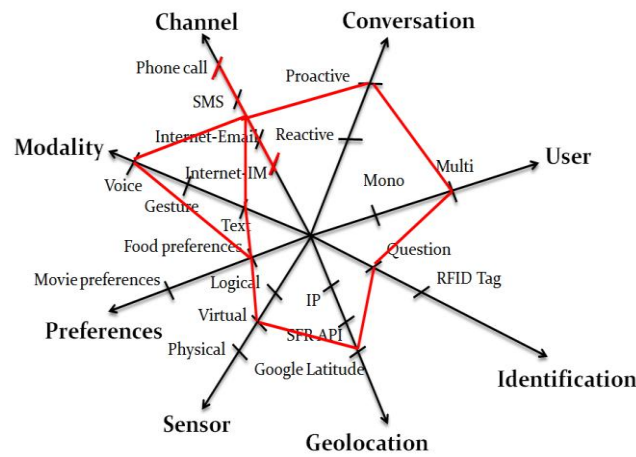 Channel
Conversation
Phone call
Proactive
SMS
Internet-Email
Reactive
Modality
Multi
User
Internet-IM
Voice
Mono
Gesture
Text
Food preferences
Question
Movie preferences
Logical
IP
RFID Tag
Preferences
Virtual
SFR API
Physical
Google Latitude
Identification
Sensor
Geolocation